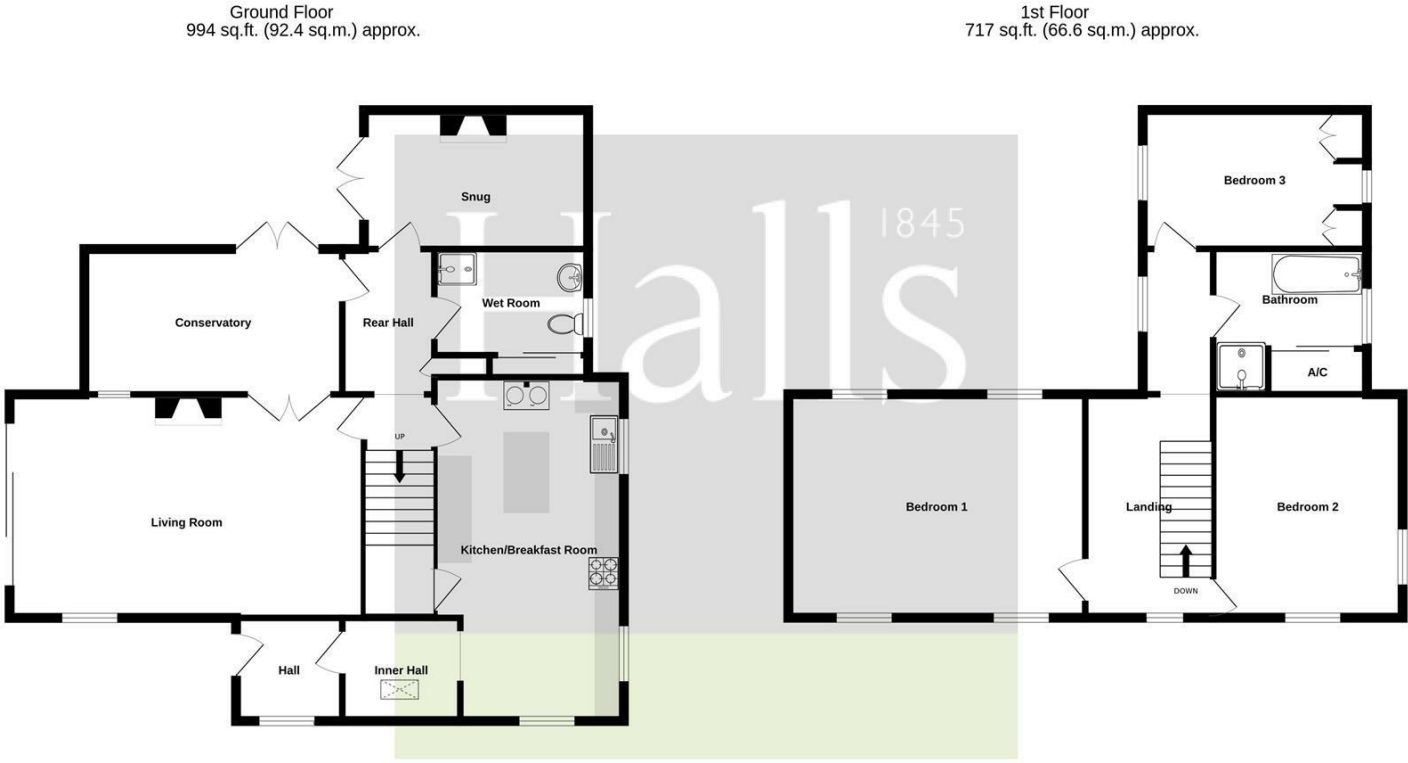 Ground Floor
994 sq.ft. (92.4 sq.m.) approx.
1st Floor
717 sq.ft. (66.6 sq.m.) approx.
Snug
Bedroom 3
Halls
1845
Wet Room
Bathroom
Conservatory
Rear Hall
A/C
UP
Living Room
Bedroom 1
Landing
Bedroom 2
Kitchen/Breakfast Room
DOWN
Hall
Inner Hall